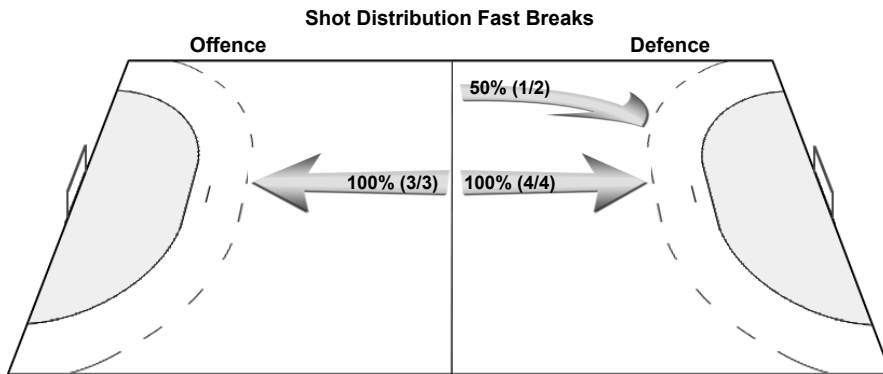 Shot Distribution Fast Breaks
Offence
Defence
50% (1/2)
100% (3/3)
100% (4/4)